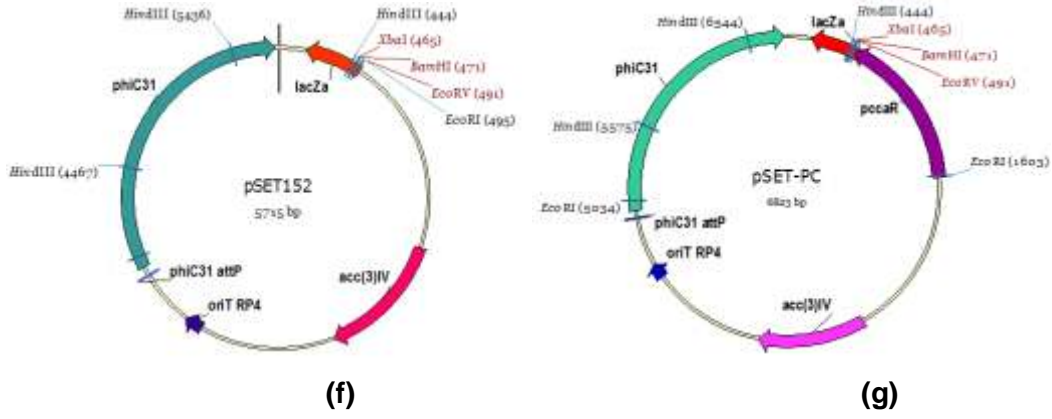 HindIII (5436)
HindIII (444)
XbaI (465)
BamHI (471)
EcoRV (491)
EcoRI (495)
lacZa
phiC31
HindIII (4467)
pSET152
5715 bp
phiC31 attP
oriT RP4
acc(3)IV
(f)
HindIII (6544)
lacZa
HindIII (444)
XbaI (465)
BamHI (471)
EcoRV (491)
phiC31
pccaR
HindIII (5575)
EcoRI (1603)
pSET-PC
6823 bp
EcoRI (5034)
phiC31 attP
oriT RP4
acc(3)IV
(g)